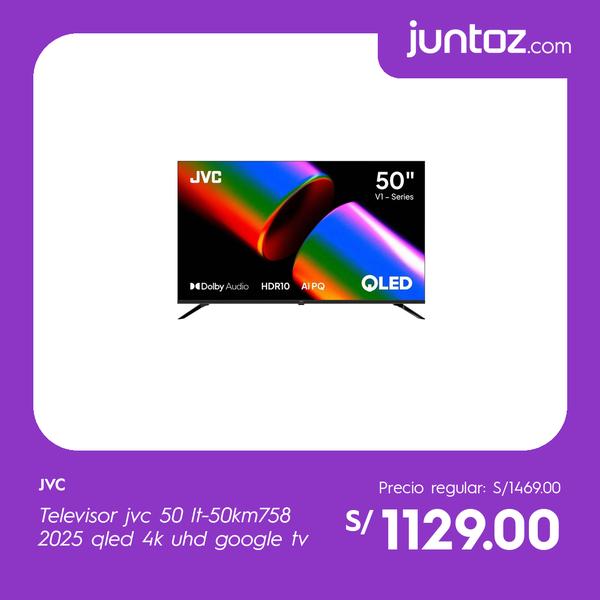 juntoz.com
JVC
50"
V1 - Series
Dolby Audio HDR10 AI PQ
QLED
JVC
Televisor jvc 50 lt-50km758
2025 qled 4k uhd google tv
Precio regular: S/1469.00
S/ 1129.00